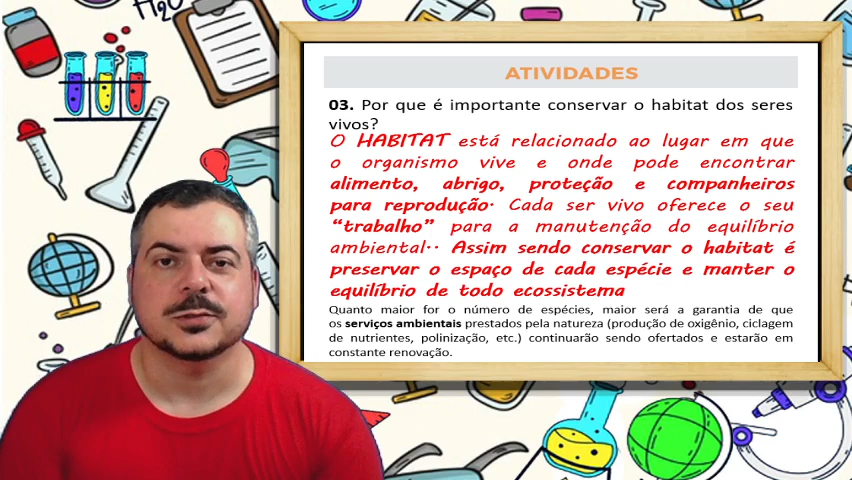 H2O
ATIVIDADES
03. Por que é importante conservar o habitat dos seres
vivos?
O HABITAT está relacionado ao lugar em que
o organismo vive e onde pode encontrar
alimento, abrigo, proteção e companheiros
para reprodução. Cada ser vivo oferece o seu
“trabalho” para a manutenção do equilíbrio
ambiental.. Assim sendo conservar o habitat é
preservar o espaço de cada espécie e manter o
equilíbrio de todo ecossistema
Quanto maior for o número de espécies, maior será a garantia de que
os serviços ambientais prestados pela natureza (produção de oxigênio, ciclagem
de nutrientes, polinização, etc.) continuarão sendo ofertados e estarão em
constante renovação.